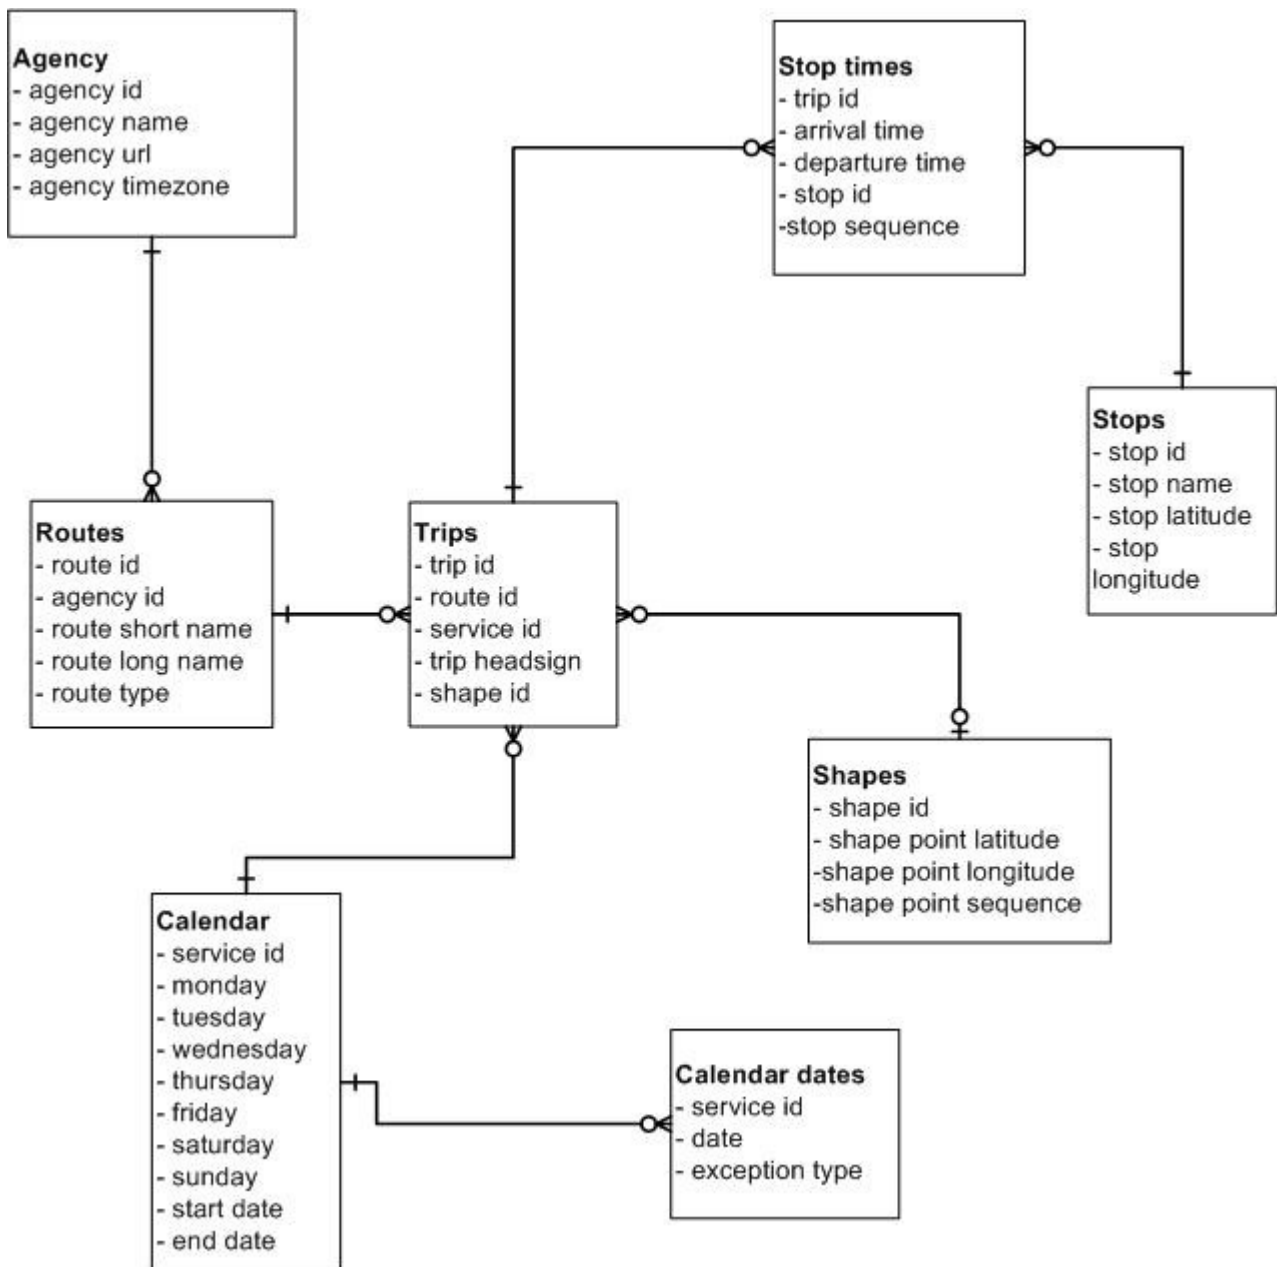 Agency
- agency id
- agency name
- agency url
- agency timezone
Stop times
- trip id
- arrival time
- departure time
- stop id
-stop sequence
Stops
- stop id
- stop name
- stop latitude
- stop
longitude
Routes
- route id
- agency id
- route short name
- route long name
- route type
Trips
- trip id
- route id
- service id
- trip headsign
- shape id
Shapes
- shape id
- shape point latitude
-shape point longitude
-shape point sequence
Calendar
- service id
- monday
- tuesday
- wednesday
- thursday
- friday
- saturday
- sunday
- start date
- end date
Calendar dates
- service id
- date
- exception type